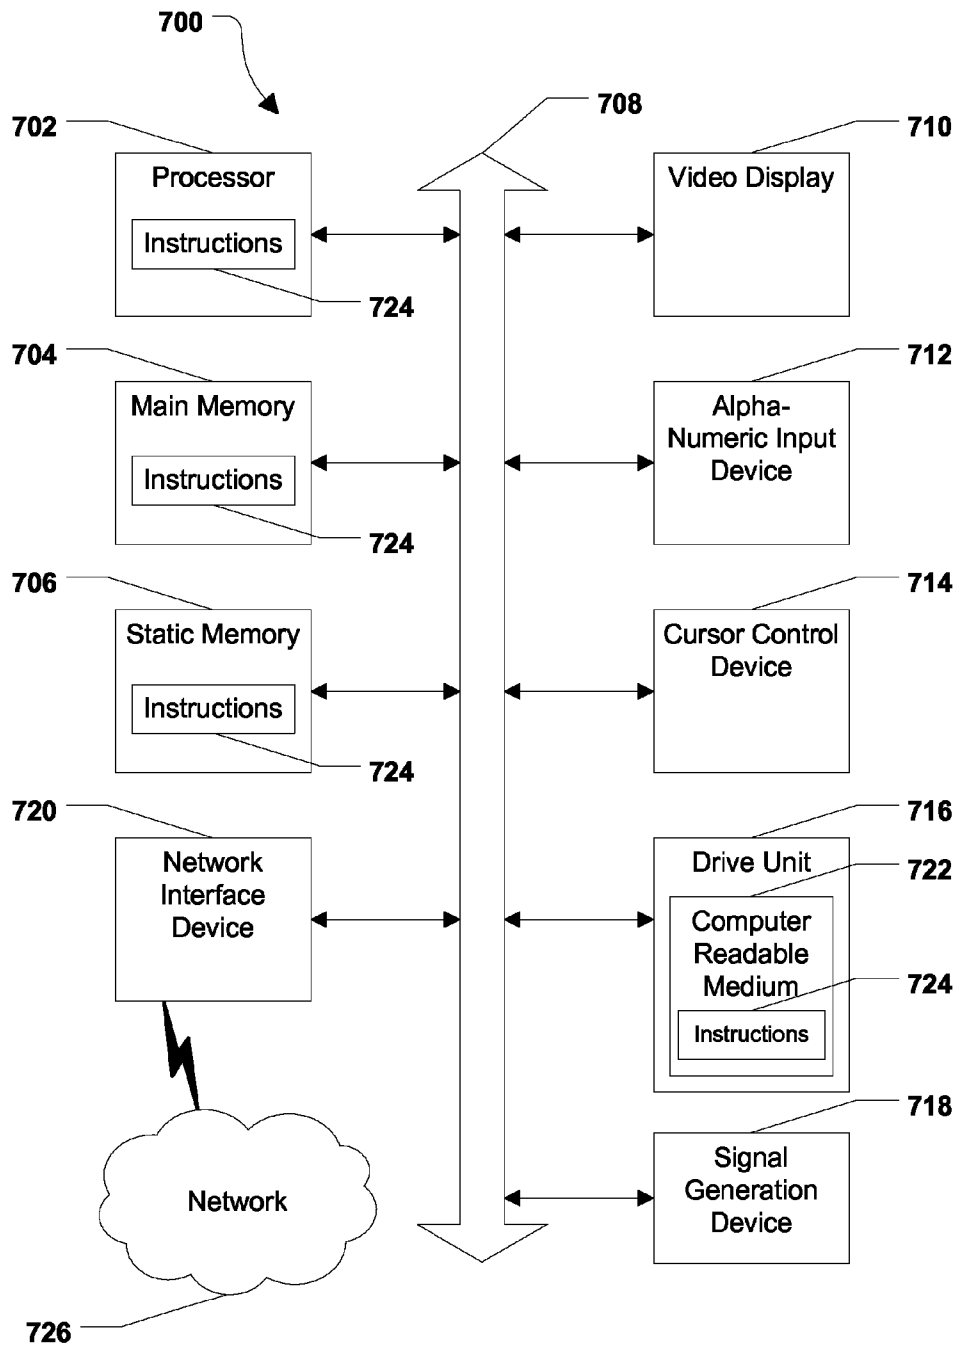 700
708
702
Processor
Instructions
724
710
Video Display
704
Main Memory
Instructions
724
712
Alpha-
Numeric Input
Device
706
Static Memory
Instructions
724
714
Cursor Control
Device
720
Network
Interface
Device
716
Drive Unit
722
Computer
Readable
Medium
724
Instructions
718
Signal
Generation
Device
Network
726